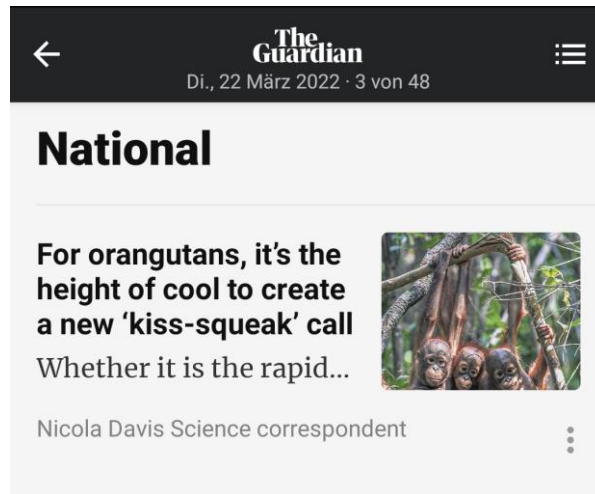 The
Guardian
Di., 22 März 2022 · 3 von 48
National
For orangutans, it's the
height of cool to create
a new ‘kiss-squeak’ call
Whether it is the rapid...
Nicola Davis Science correspondent